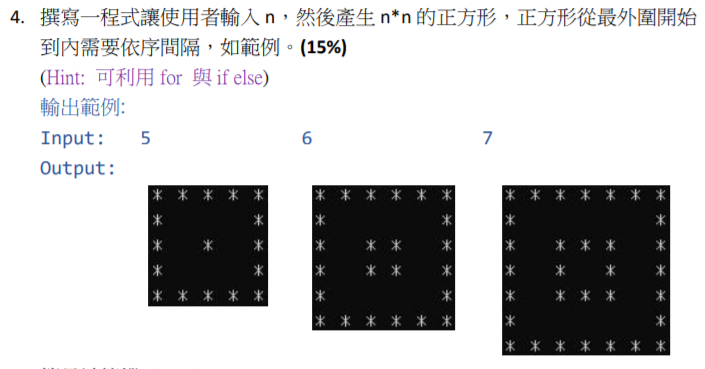 4. 撰寫一程式讓使用者輸入 n，然後產生 n*n 的正方形，正方形從最外圍開始
到內需要依序間隔，如範例。(15%)
(Hint: 可利用 for 與 if else)
輸出範例:
Input: 5 6 7
Output:
* * * * * * * * * * * * * * * * * *
* * * * * *
* * * * * * * * * * * *
* * * * * * * * * *
* * * * * * * * * * * *
* * * * * * * *
* * * * * * *